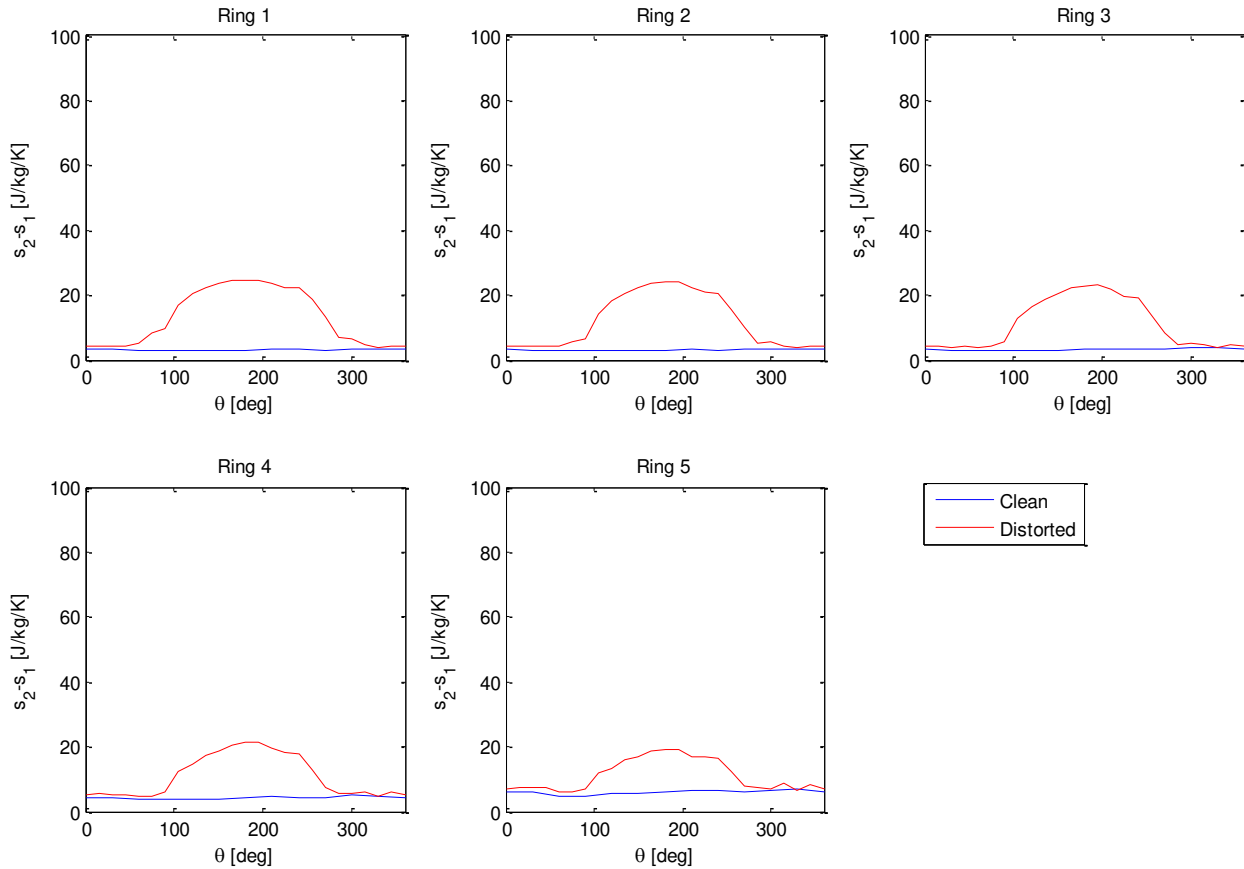 Ring 1
100
80
60
40
20
0
s2-s1 [J/kg/K]
0 100 200 300
θ [deg]
Ring 2
100
80
60
40
20
0
s2-s1 [J/kg/K]
0 100 200 300
θ [deg]
Ring 3
100
80
60
40
20
0
s2-s1 [J/kg/K]
0 100 200 300
θ [deg]
Ring 4
100
80
60
40
20
0
s2-s1 [J/kg/K]
0 100 200 300
θ [deg]
Ring 5
100
80
60
40
20
0
s2-s1 [J/kg/K]
0 100 200 300
θ [deg]
Clean
Distorted